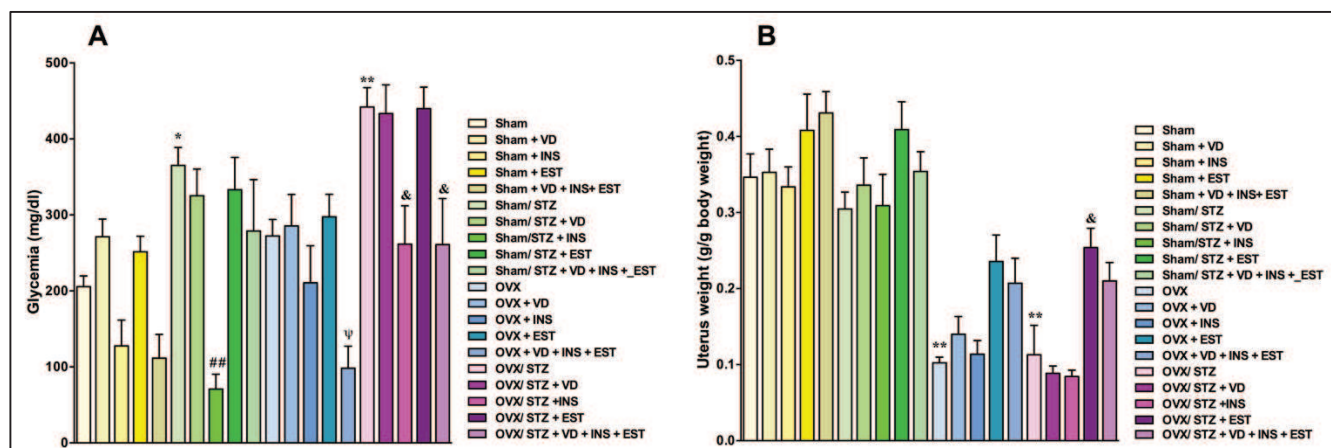 A
Glycemia (mg/dl)
500
400
300
200
100
0
*
##
ψ
**
&
&
Sham
Sham + VD
Sham + INS
Sham + EST
Sham + VD + INS+ EST
Sham/ STZ
Sham/ STZ + VD
Sham/STZ + INS
Sham/ STZ + EST
Sham/ STZ + VD + INS +_EST
OVX
OVX + VD
OVX + INS
OVX + EST
OVX + VD + INS + EST
OVX/ STZ
OVX/ STZ + VD
OVX/ STZ +INS
OVX/ STZ + EST
OVX/ STZ + VD + INS + EST
B
Uterus weight (g/g body weight)
0.5
0.4
0.3
0.2
0.1
0.0
**
**
&
Sham
Sham + VD
Sham + INS
Sham + EST
Sham + VD + INS+ EST
Sham/ STZ
Sham/ STZ + VD
Sham/STZ + INS
Sham/ STZ + EST
Sham/ STZ + VD + INS +_EST
OVX
OVX + VD
OVX + INS
OVX + EST
OVX + VD + INS + EST
OVX/ STZ
OVX/ STZ + VD
OVX/ STZ +INS
OVX/ STZ + EST
OVX/ STZ + VD + INS + EST